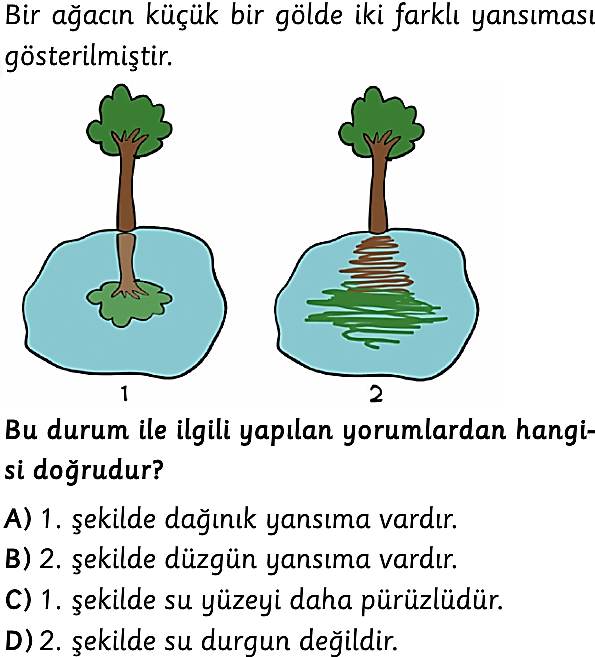 Bir ağacın küçük bir gölde iki farklı yansıması
gösterilmiştir.
1
2
Bu durum ile ilgili yapılan yorumlardan hangi-
si doğrudur?
A) 1. şekilde dağınık yansıma vardır.
B) 2. şekilde düzgün yansıma vardır.
C) 1. şekilde su yüzeyi daha pürüzlüdür.
D) 2. şekilde su durgun değildir.